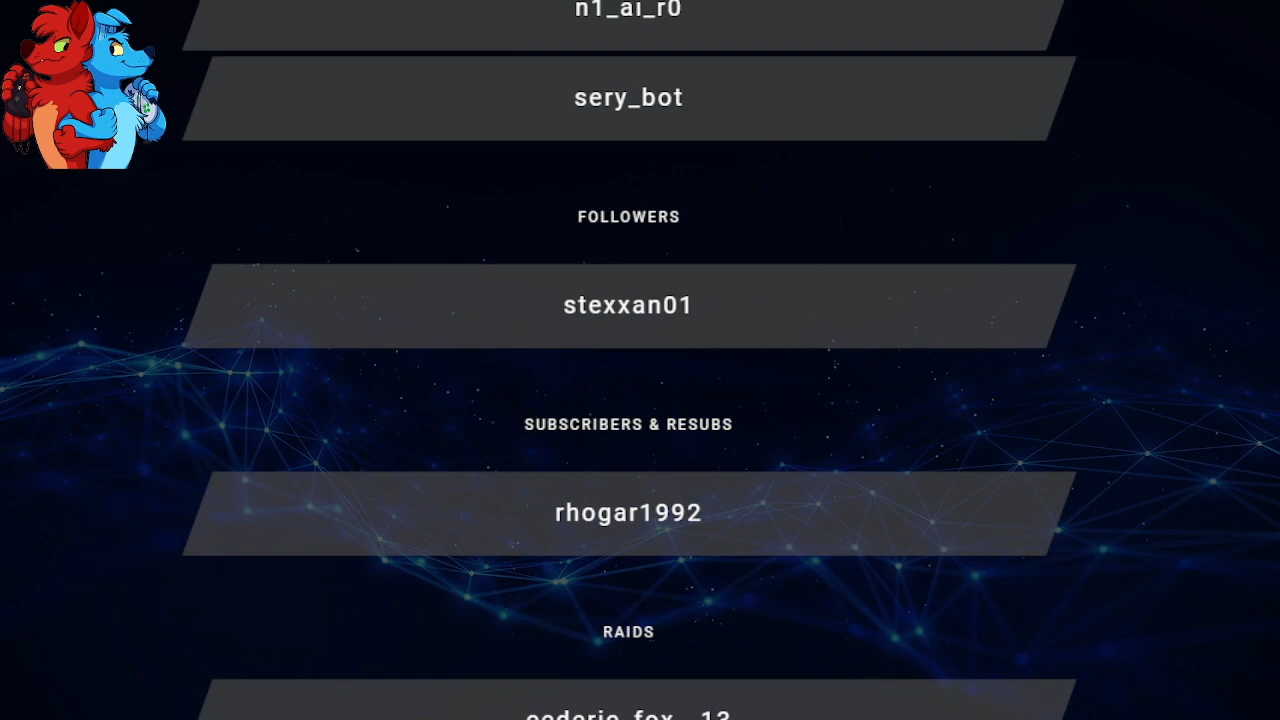 n1_ai_r0
sery_bot
FOLLOWERS
stexxan01
SUBSCRIBERS & RESUBS
rhogar1992
RAIDS